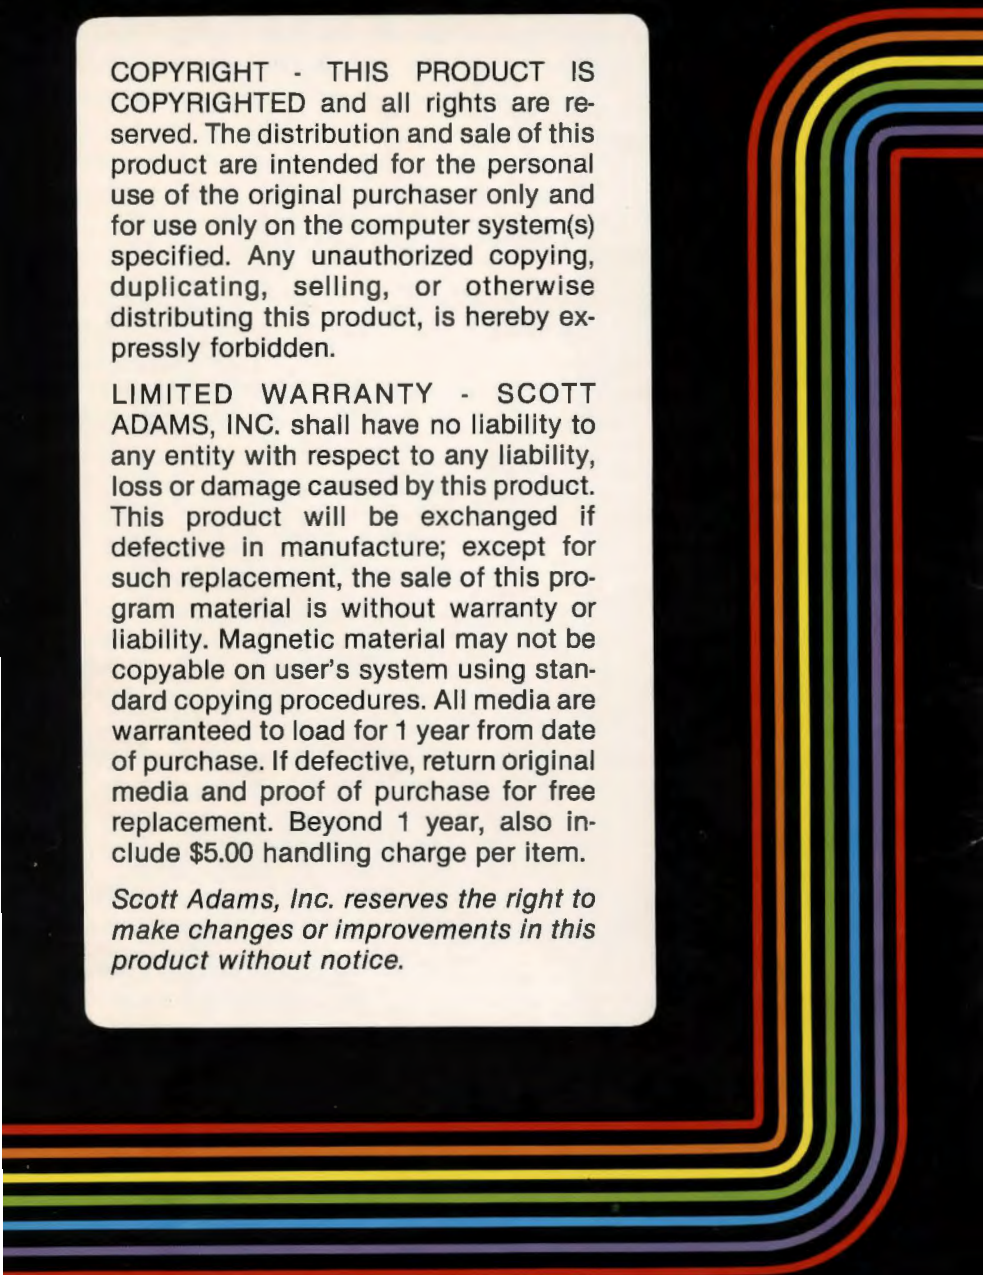 COPYRIGHT - THIS PRODUCT IS
COPYRIGHTED and all rights are re-
served. The distribution and sale of this
product are intended for the personal
use of the original purchaser only and
for use only on the computer system(s)
specified. Any unauthorized copying,
duplicating, selling, or otherwise
distributing this product, is hereby ex-
pressly forbidden.
LIMITED WARRANTY - SCOTT
ADAMS, INC. shall have no liability to
any entity with respect to any liability,
loss or damage caused by this product.
This product will be exchanged if
defective in manufacture; except for
such replacement, the sale of this pro-
gram material is without warranty or
liability. Magnetic material may not be
copyable on user's system using stan-
dard copying procedures. All media are
warranteed to load for 1 year from date
of purchase. If defective, return original
media and proof of purchase for free
replacement. Beyond 1 year, also in-
clude $5.00 handling charge per item.
Scott Adams, Inc. reserves the right to
make changes or improvements in this
product without notice.